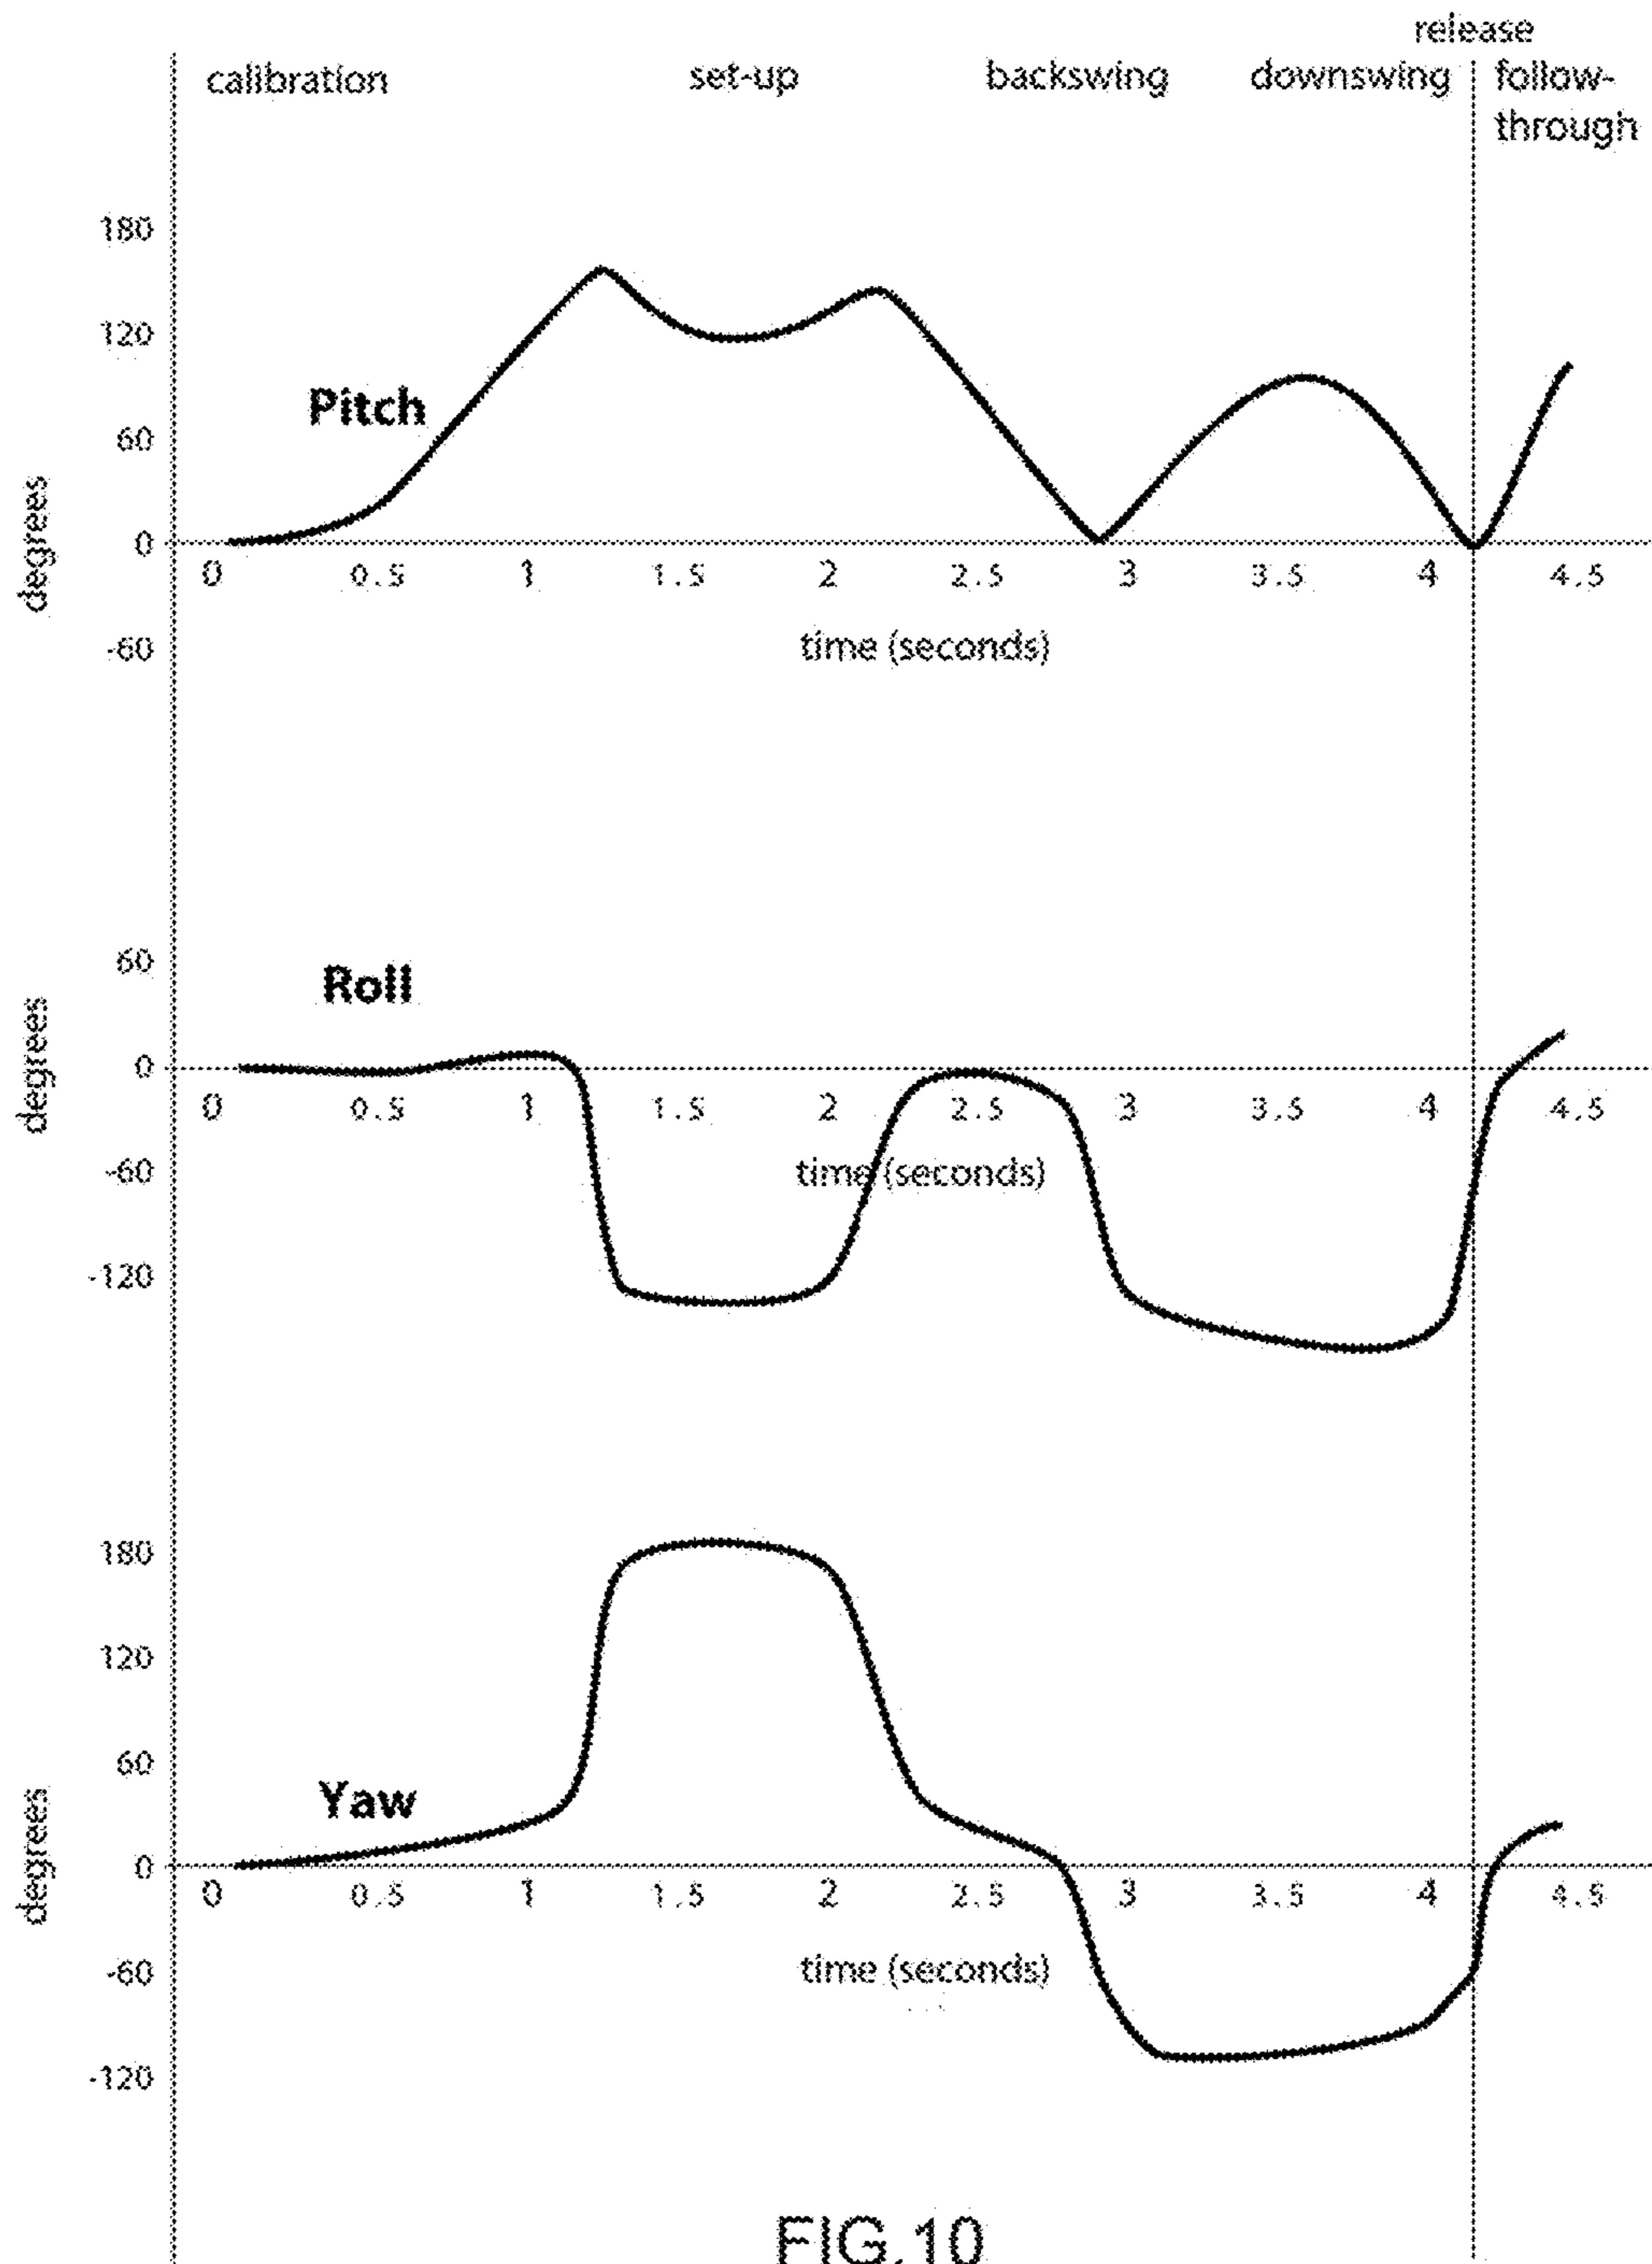 release
calibration set-up backswing downswing follow-
through
180
120
Pitch
60
degrees
0
0 0.5 1 1.5 2 2.5 3 3.5 4 4.5
-60
time (seconds)
60
Roll
degrees
0
0 0.5 1 1.5 2 2.5 3 3.5 4 4.5
-60
time (seconds)
-120
180
120
60
Yaw
degrees
0
0 0.5 1 1.5 2 2.5 3 3.5 4 4.5
-60
time (seconds)
-120
FIG.10